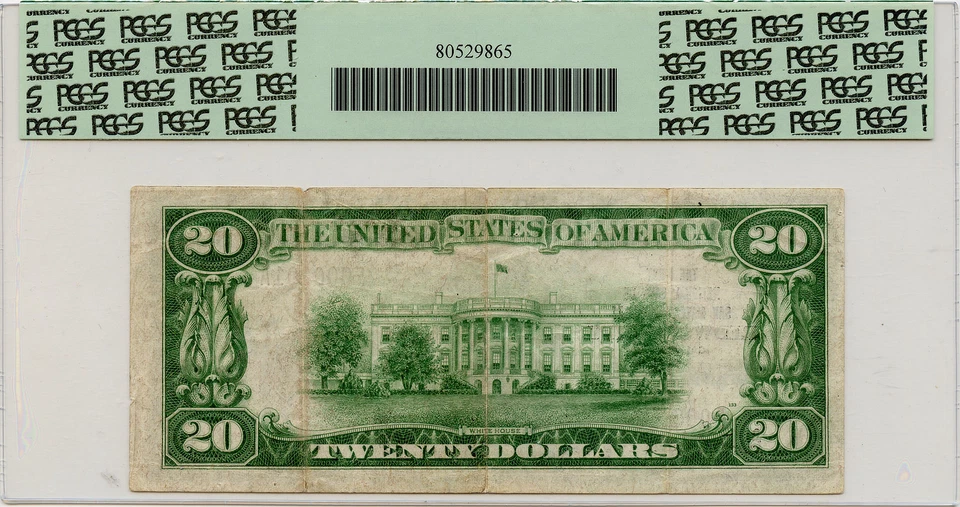 PCGS CURRENCY
80529865
20 THE UNITED STATES OF AMERICA 20
WHITE HOUSE
20 TWENTY DOLLARS 20